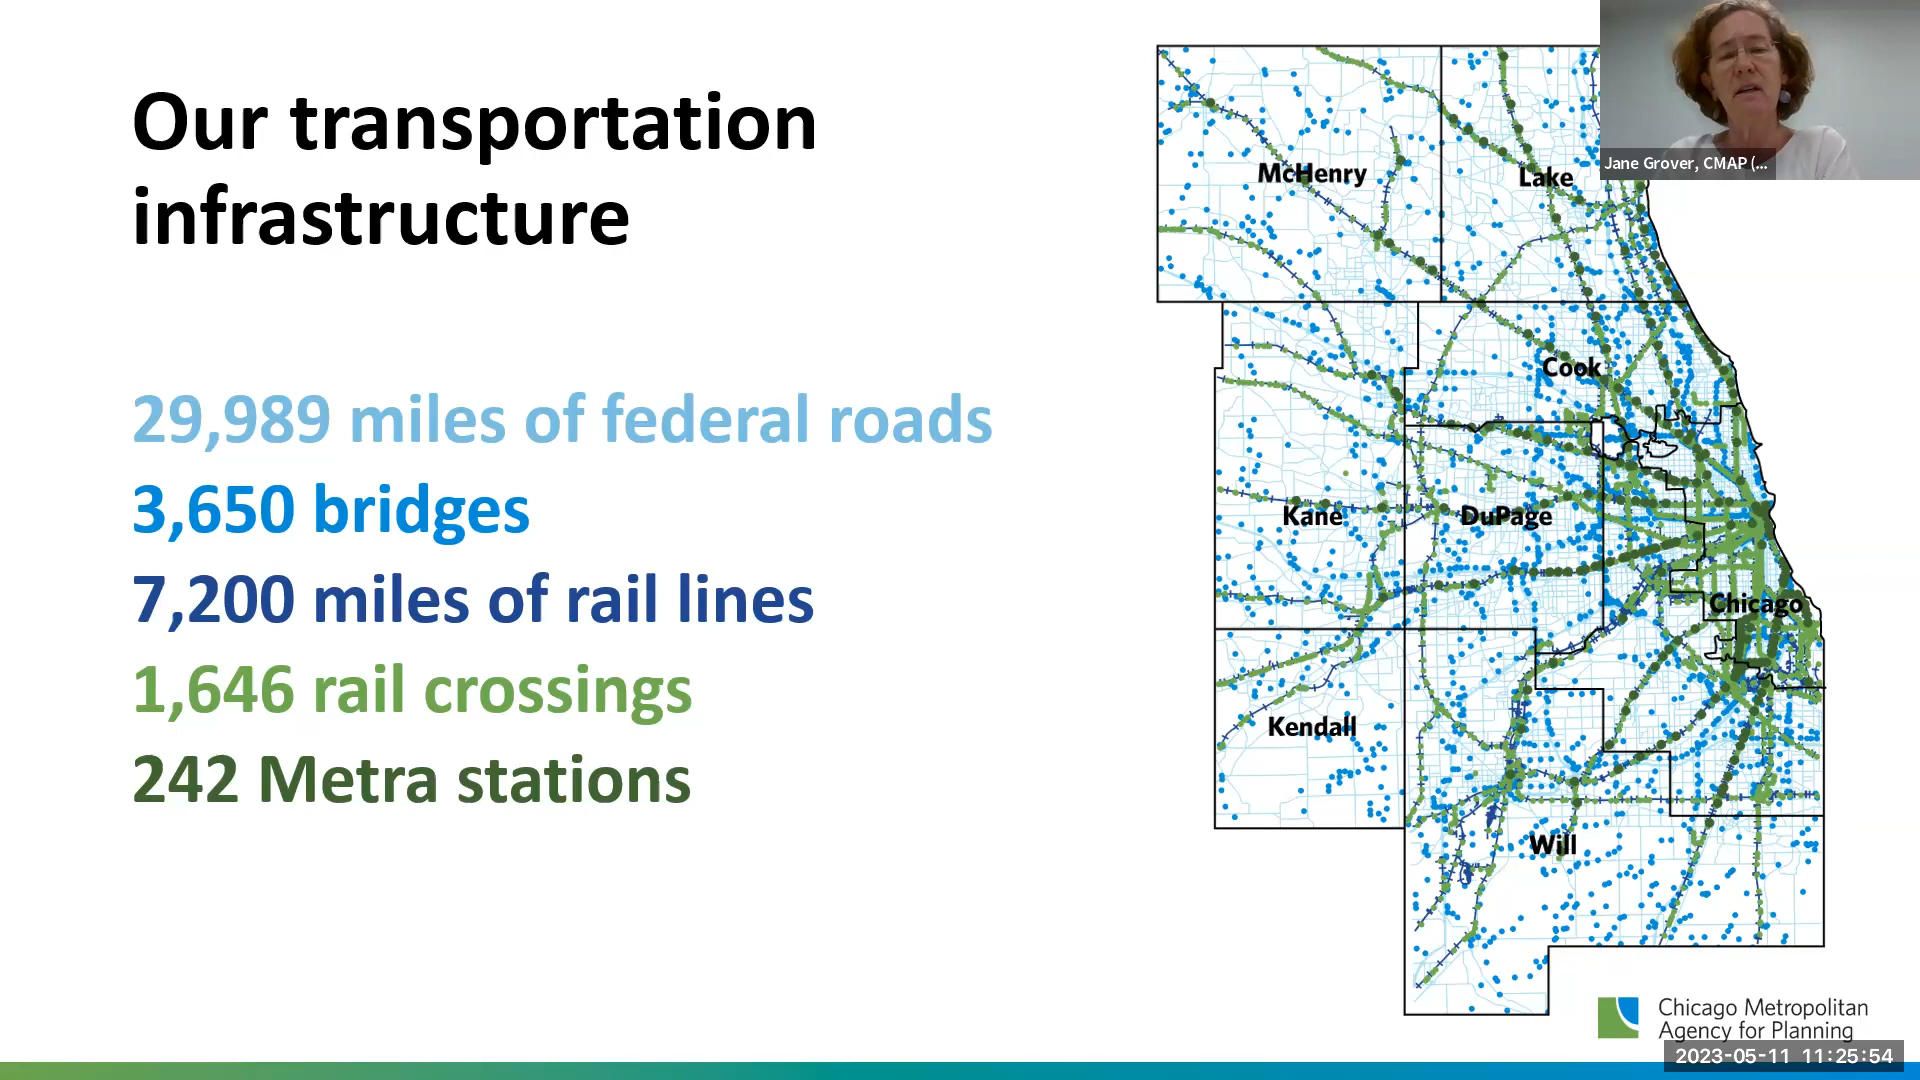 Our transportation
infrastructure
29,989 miles of federal roads
3,650 bridges
7,200 miles of rail lines
1,646 rail crossings
242 Metra stations
McHenry
Lake
Cook
Kane
DuPage
Chicago
Kendall
Will
Jane Grover, CMAP (...
Chicago Metropolitan
Agency for Planning
2023-05-11 11:25:54